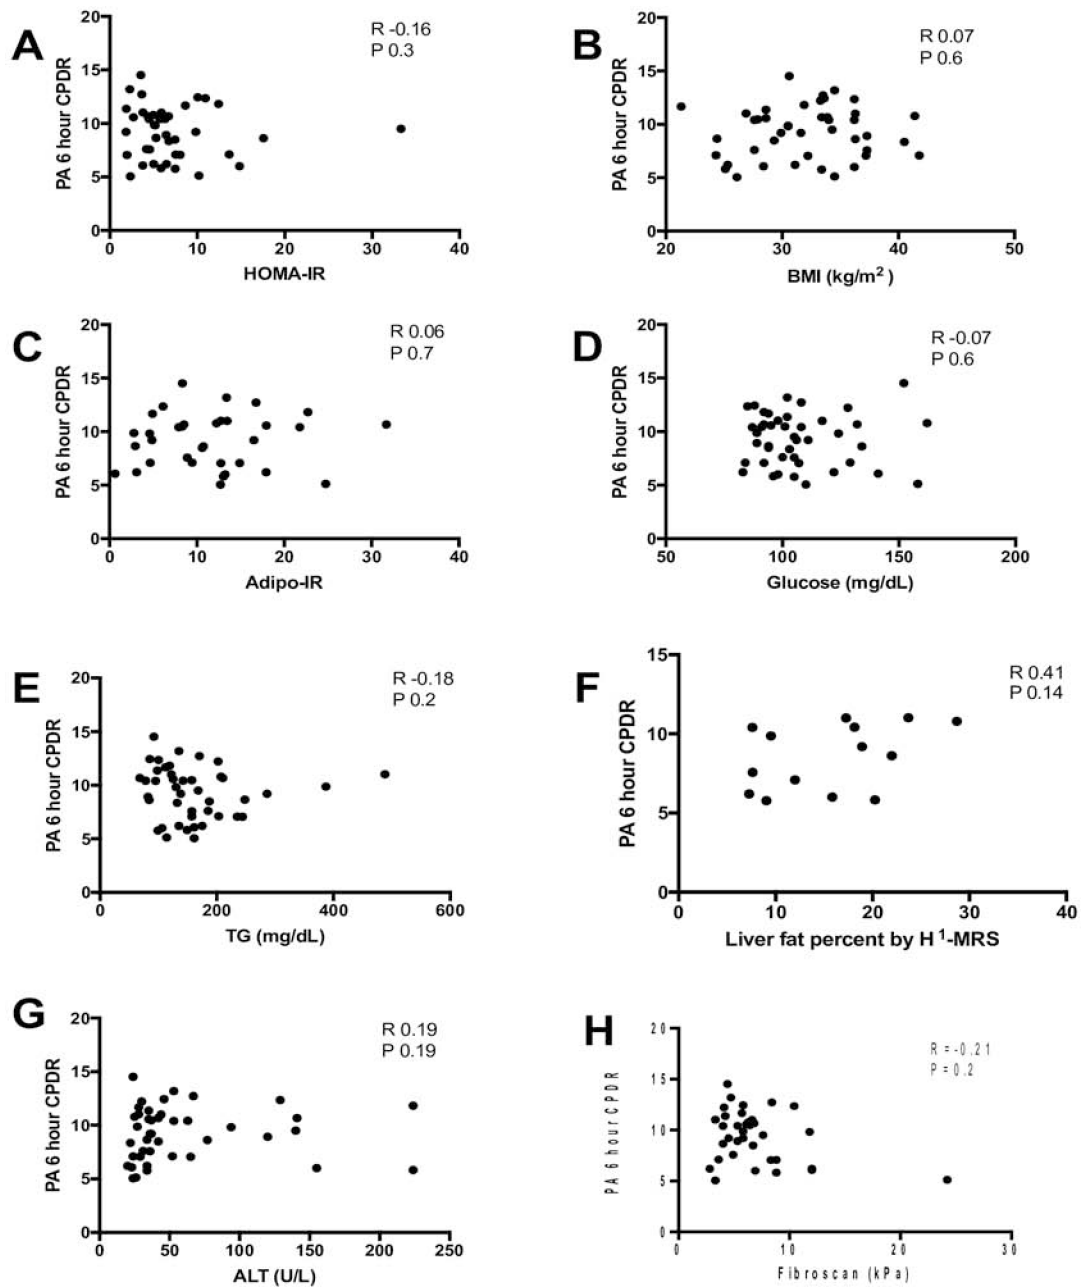 A
PA 6 hour CPDR
20
15
10
5
0
0 10 20 30 40
HOMA-IR
R -0.16
P 0.3
B
PA 6 hour CPDR
20
15
10
5
0
20 30 40 50
BMI (kg/m²)
R 0.07
P 0.6
C
PA 6 hour CPDR
20
15
10
5
0
0 10 20 30 40
Adipo-IR
R 0.06
P 0.7
D
PA 6 hour CPDR
20
15
10
5
0
50 100 150 200
Glucose (mg/dL)
R -0.07
P 0.6
E
PA 6 hour CPDR
20
15
10
5
0
0 200 400 600
TG (mg/dL)
R -0.18
P 0.2
F
PA 6 hour CPDR
15
10
5
0
0 10 20 30 40
Liver fat percent by H¹-MRS
R 0.41
P 0.14
G
PA 6 hour CPDR
20
15
10
5
0
0 50 100 150 200 250
ALT (U/L)
R 0.19
P 0.19
H
PA 6 hour CPDR
20
15
10
5
0
0 10 20 30
Fibroscan (kPa)
R =-0.21
P =0.2